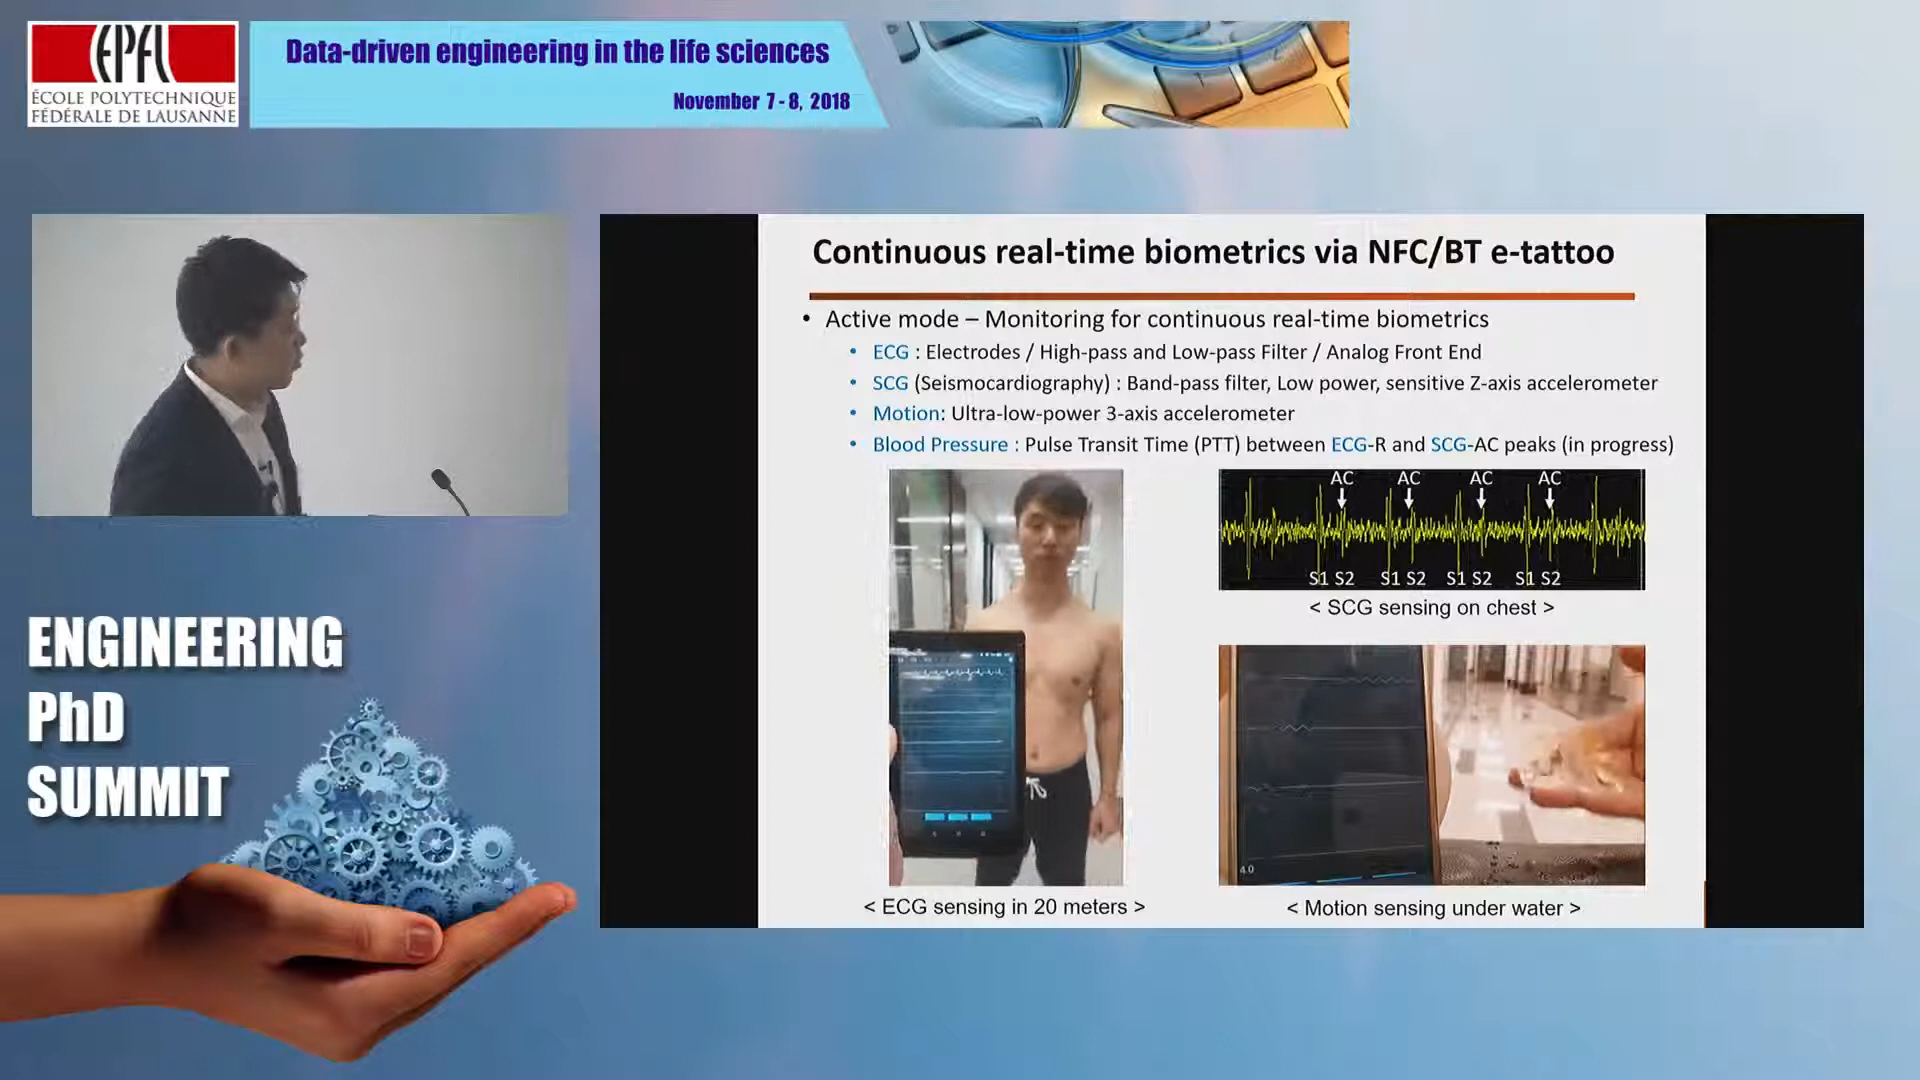 EPFL
ÉCOLE POLYTECHNIQUE
FÉDÉRALE DE LAUSANNE
Data-driven engineering in the life sciences
November 7 - 8, 2018
Continuous real-time biometrics via NFC/BT e-tattoo
• Active mode – Monitoring for continuous real-time biometrics
• ECG : Electrodes / High-pass and Low-pass Filter / Analog Front End
• SCG (Seismocardiography) : Band-pass filter, Low power, sensitive Z-axis accelerometer
• Motion: Ultra-low-power 3-axis accelerometer
• Blood Pressure : Pulse Transit Time (PTT) between ECG-R and SCG-AC peaks (in progress)
AC AC AC AC
S1 S2 S1 S2 S1 S2 S1 S2
< SCG sensing on chest >
4.0
< ECG sensing in 20 meters >
< Motion sensing under water >
ENGINEERING
PhD
SUMMIT